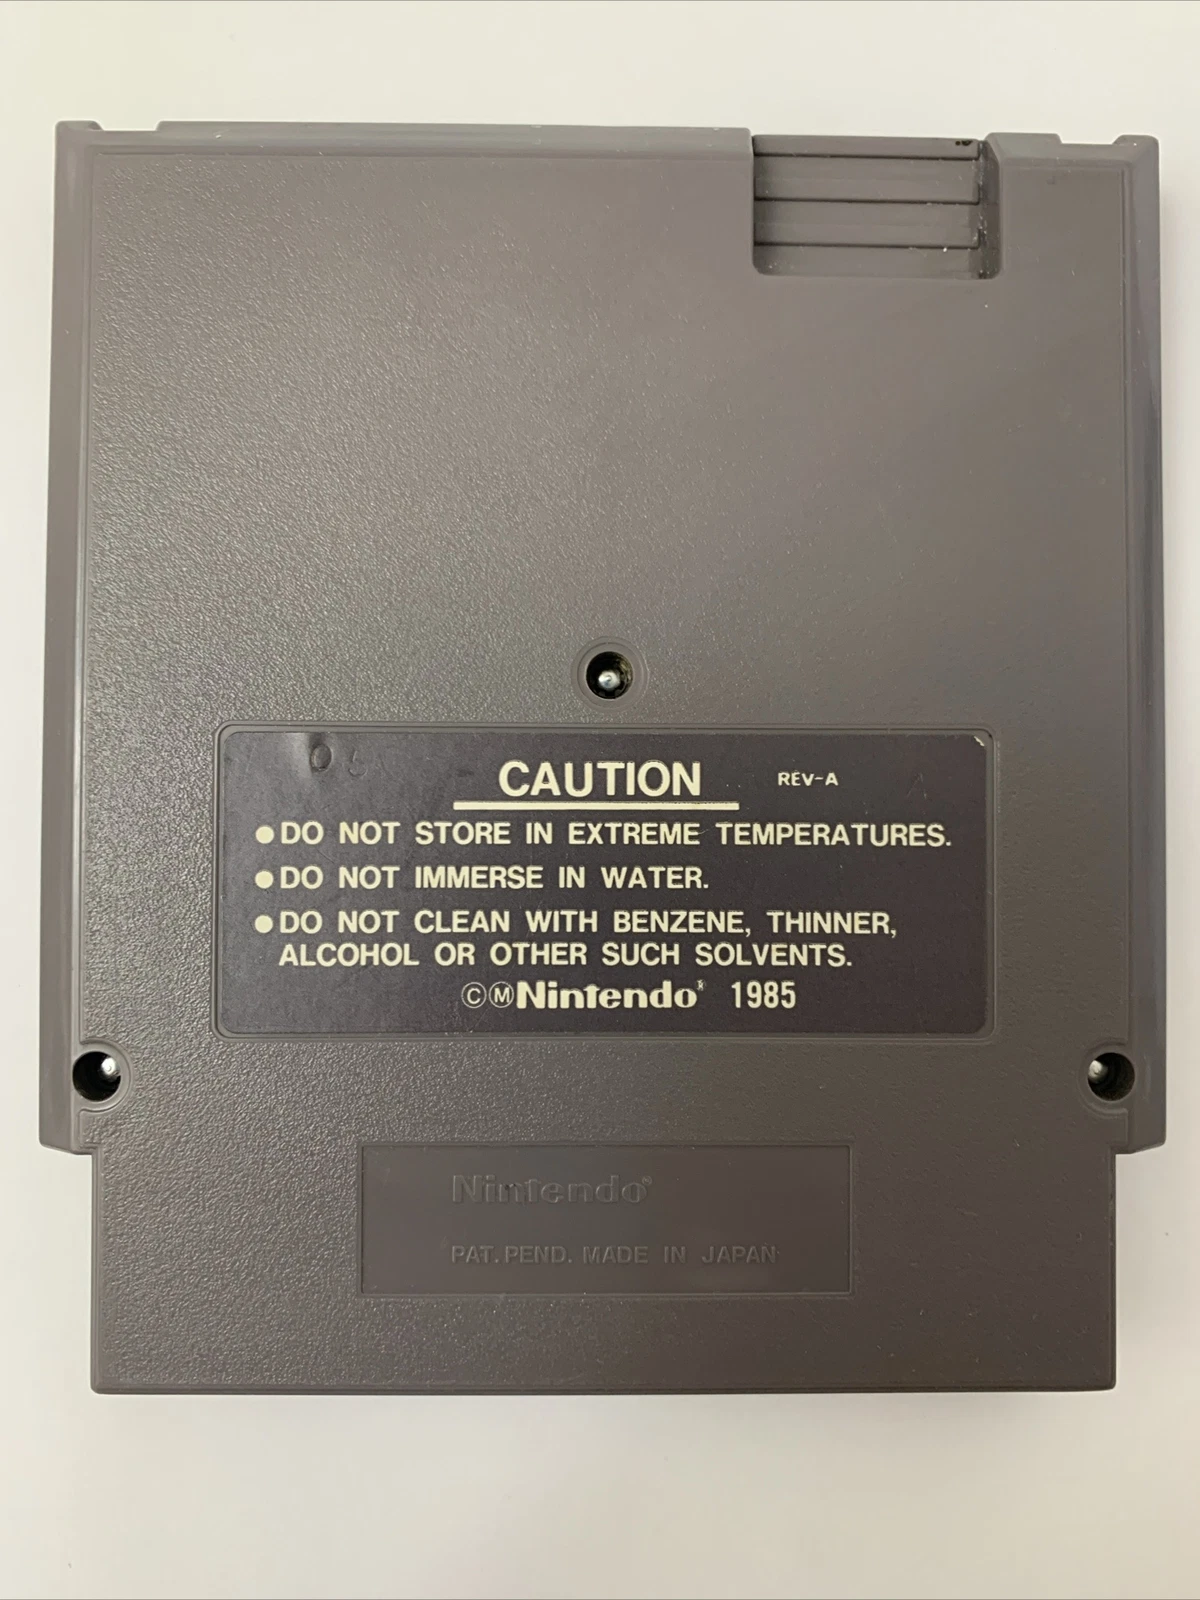 CAUTION REV-A
●DO NOT STORE IN EXTREME TEMPERATURES.
●DO NOT IMMERSE IN WATER.
●DO NOT CLEAN WITH BENZENE, THINNER,
ALCOHOL OR OTHER SUCH SOLVENTS.
©ⓂNintendo® 1985
Nintendo®
PAT. PEND. MADE IN JAPAN